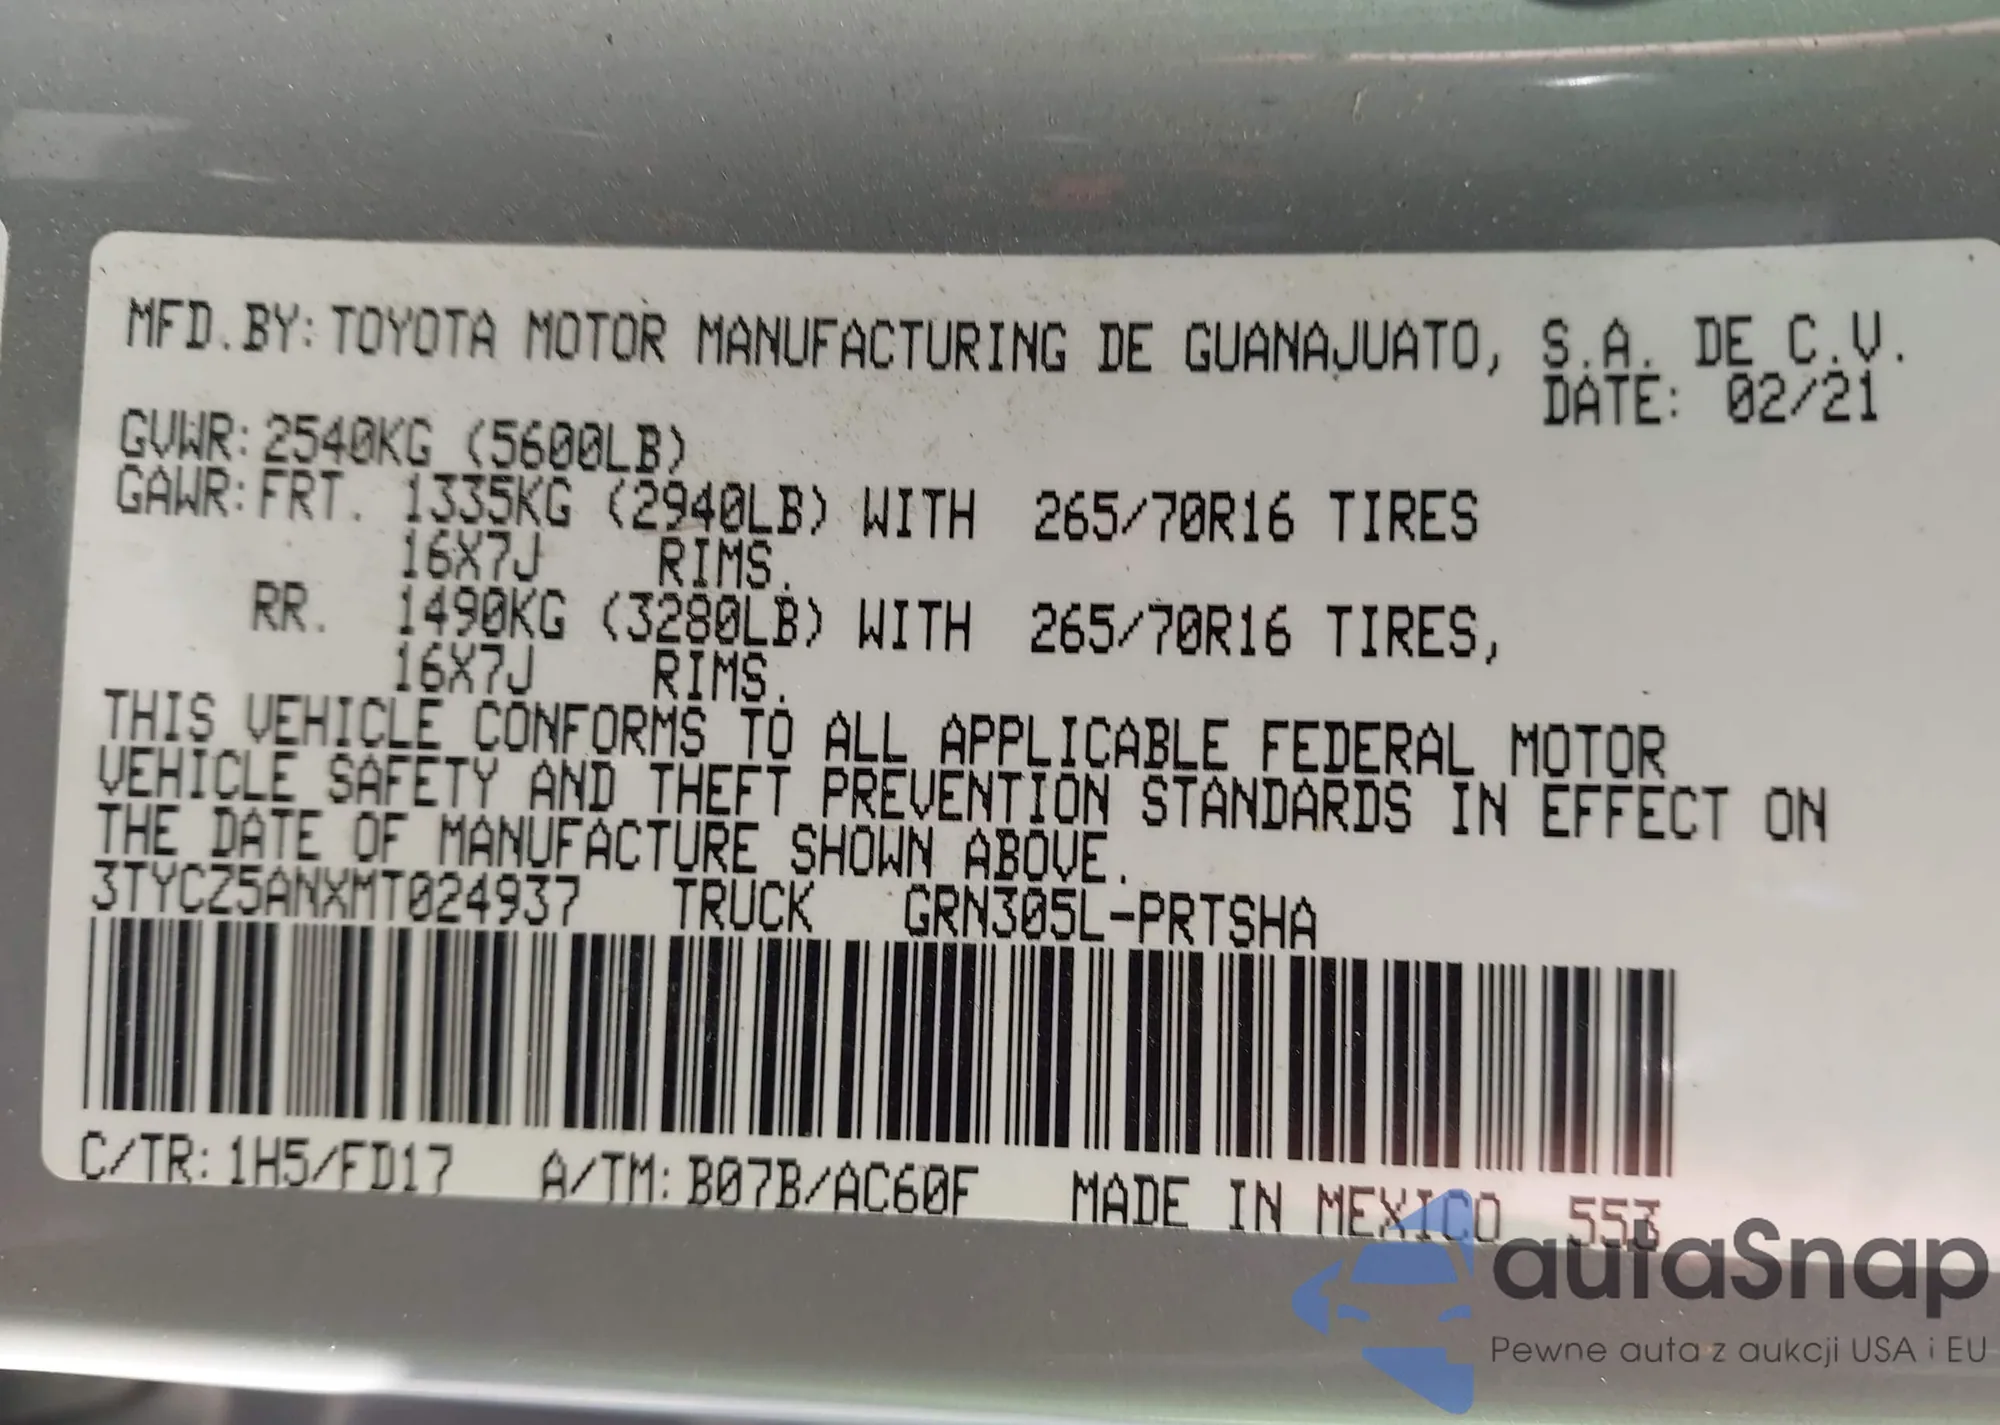 MFD.BY: TOYOTA MOTOR MANUFACTURING DE GUANAJUATO, S.A. DE C.V.
DATE: 02/21
GVWR: 2540KG (5600LB)
GAWR: FRT. 1335KG (2940LB) WITH 265/70R16 TIRES
16X7J RIMS.
RR. 1490KG (3280LB) WITH 265/70R16 TIRES,
16X7J RIMS.
THIS VEHICLE CONFORMS TO ALL APPLICABLE FEDERAL MOTOR
VEHICLE SAFETY AND THEFT PREVENTION STANDARDS IN EFFECT ON
THE DATE OF MANUFACTURE SHOWN ABOVE.
3TYCZ5ANXMT024937 TRUCK GRN305L-PRTSHA
C/TR: 1H5/FD17 A/TM: B07B/AC60F MADE IN MEXICO 553
autaSnap
Pewne auta z aukcji USA i EU